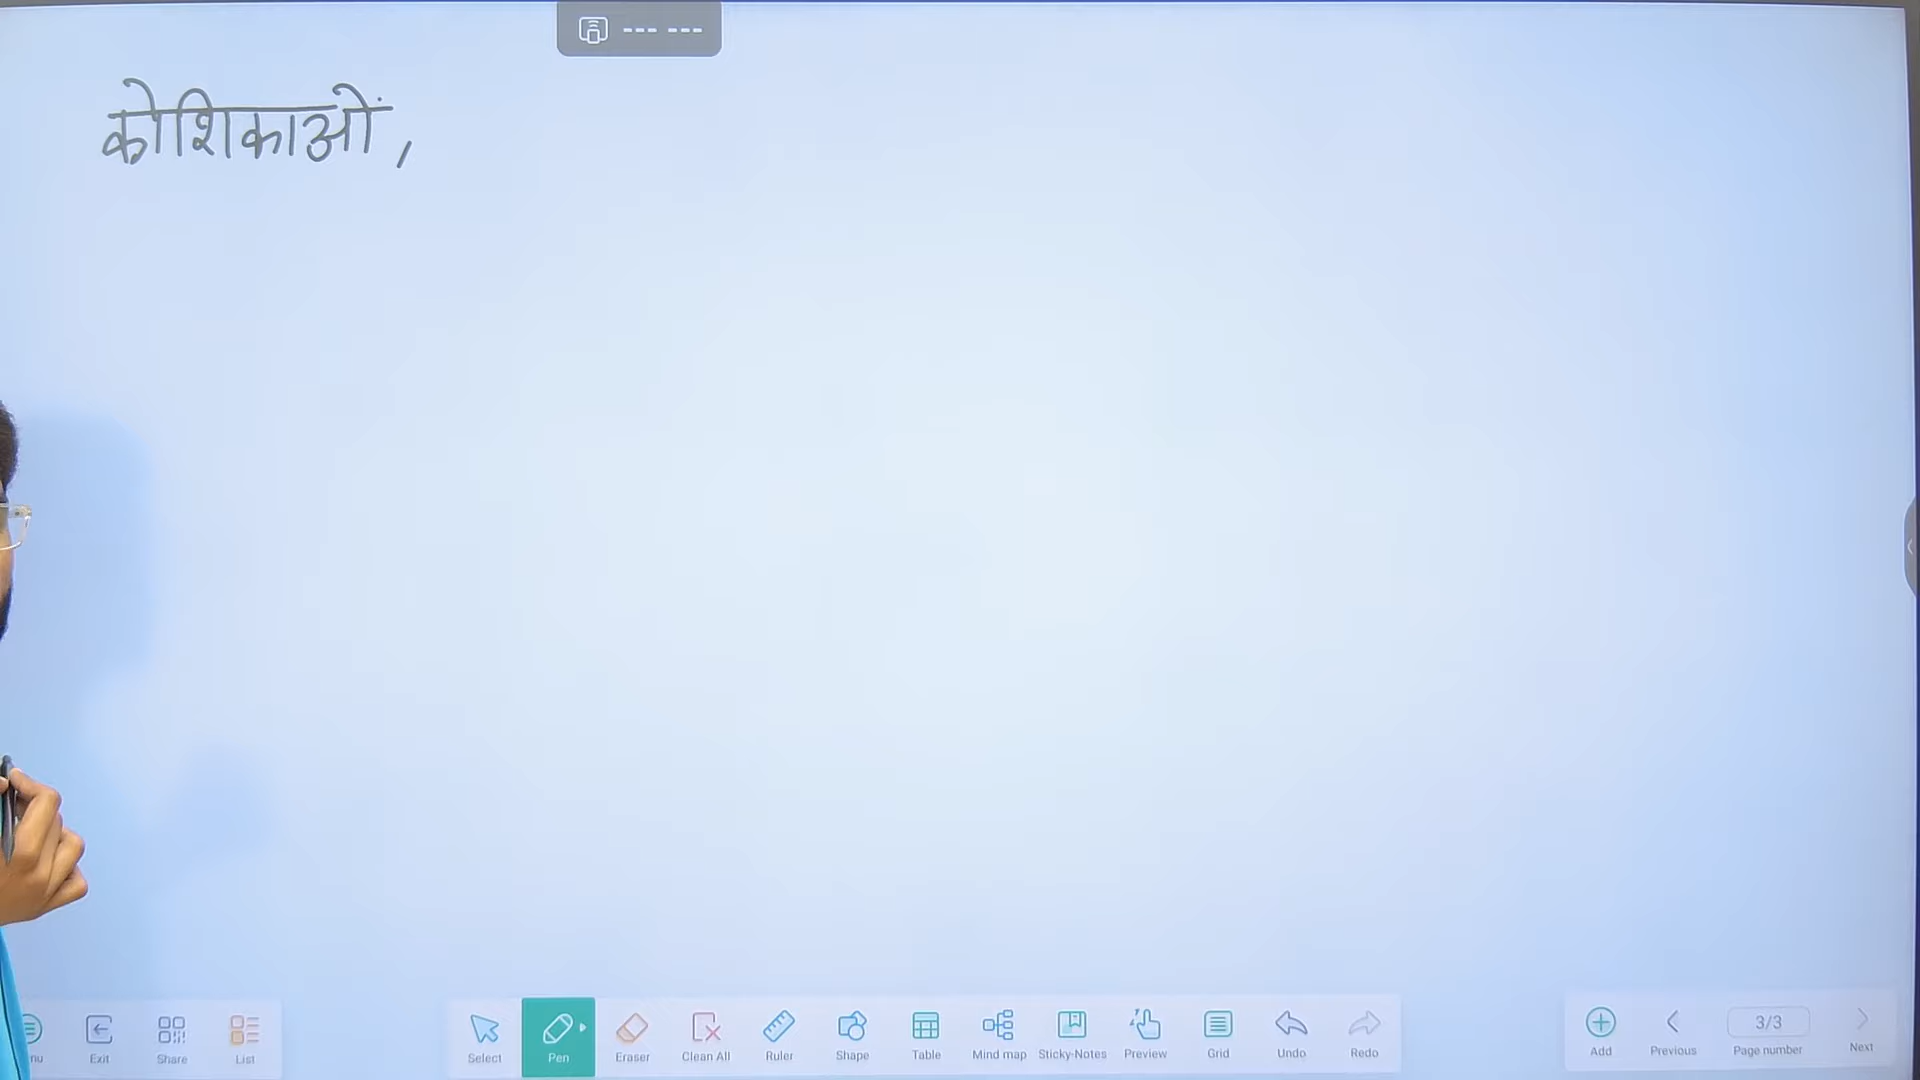 --- ---
कोशिकाओं,
nu Exit Share List Select Pen Eraser Clean All Ruler Shape Table Mind map Sticky-Notes Preview Grid Undo Redo Add Previous 3/3 Page number Next